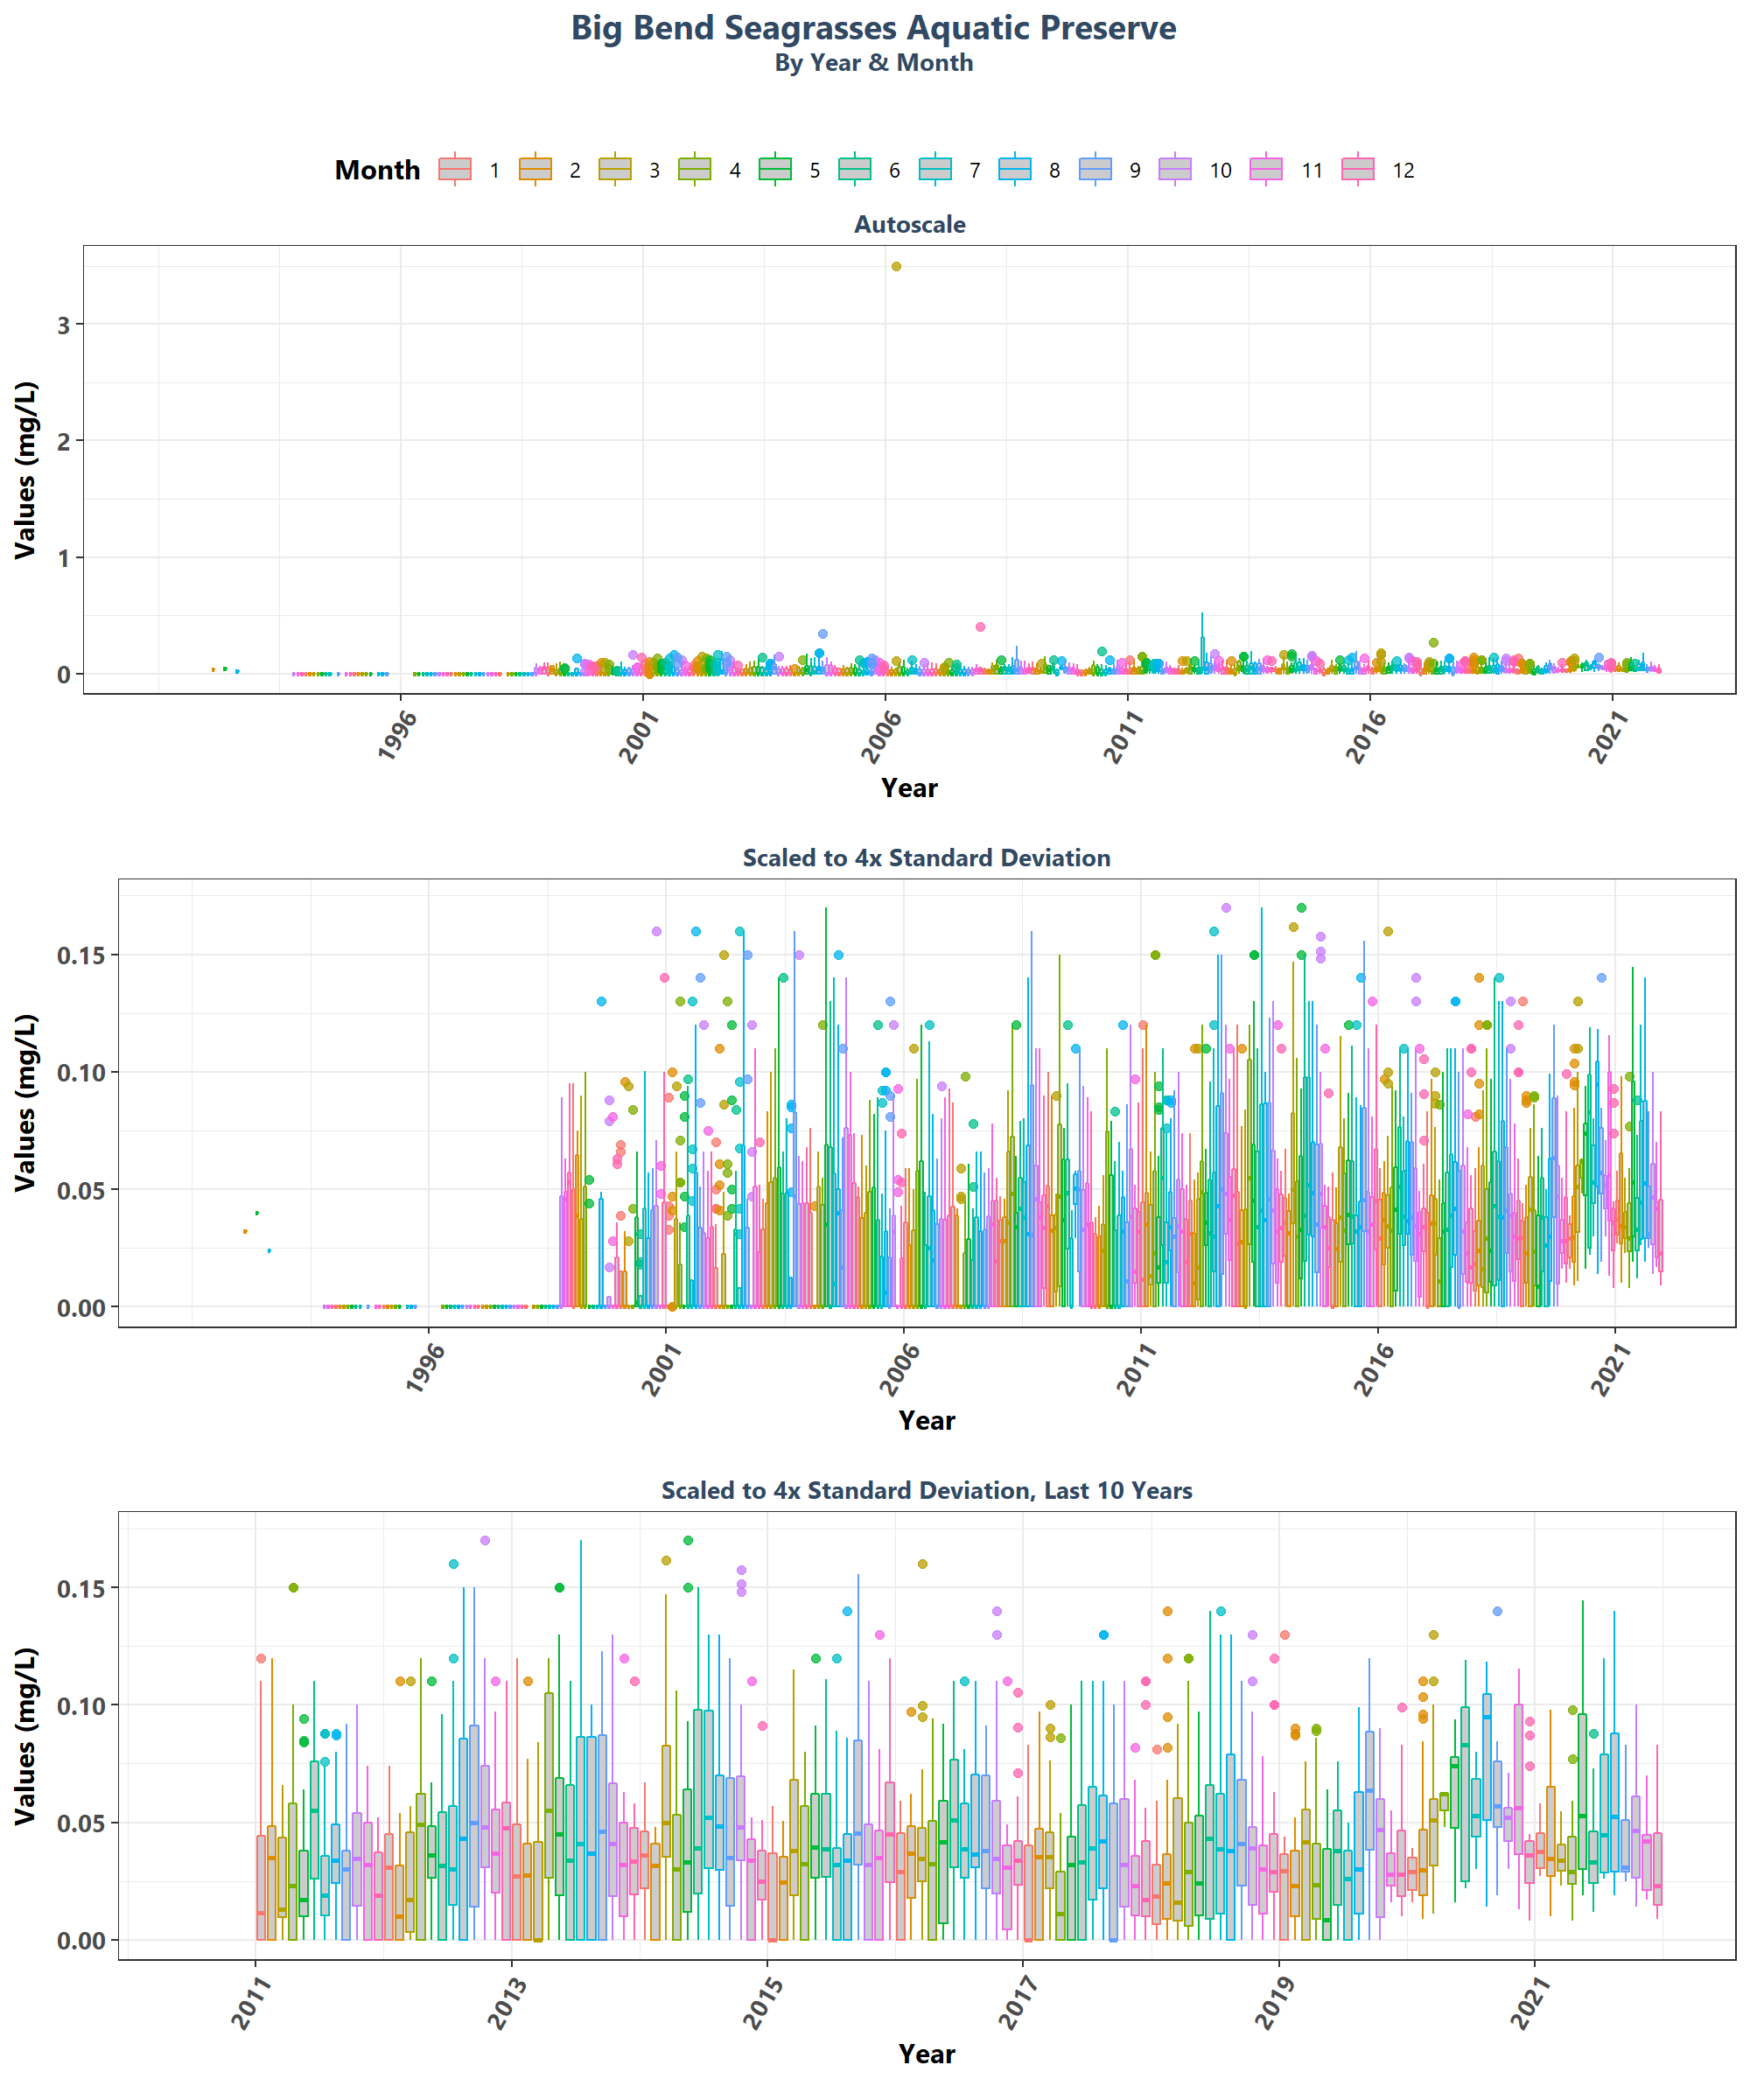 Big Bend Seagrasses Aquatic Preserve
By Year & Month
Month 1 2 3 4 5 6 7 8 9 10 11 12
Autoscale
Values (mg/L)
3
2
1
0
1996 2001 2006 2011 2016 2021
Year
Scaled to 4x Standard Deviation
Values (mg/L)
0.15
0.10
0.05
0.00
1996 2001 2006 2011 2016 2021
Year
Scaled to 4x Standard Deviation, Last 10 Years
Values (mg/L)
0.15
0.10
0.05
0.00
2011 2013 2015 2017 2019 2021
Year